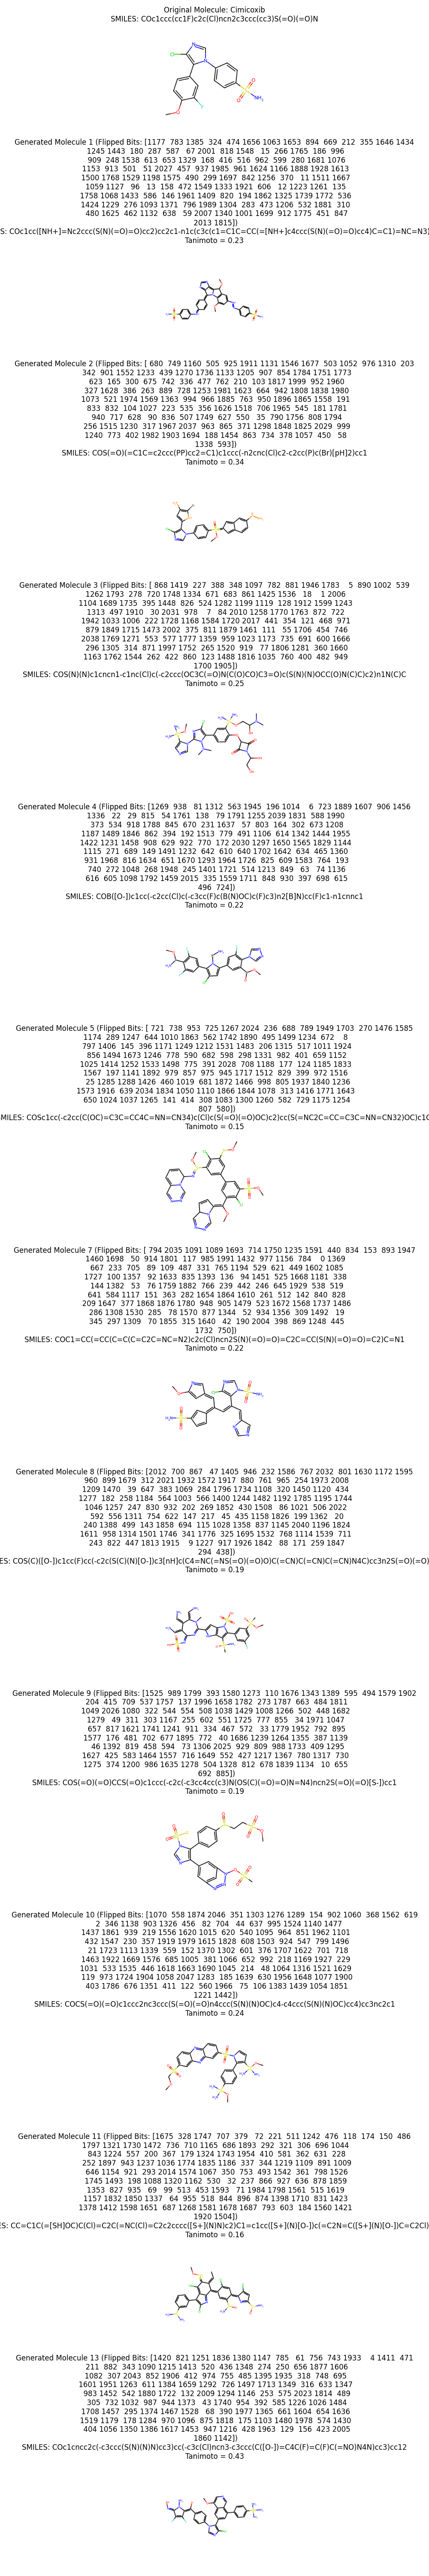 Original Molecule: Cimicoxib
SMILES: COc1ccc(cc1F)c2c(Cl)ncn2c3ccc(cc3)S(=O)(=O)N
Generated Molecule 1 (Flipped Bits: [1177  783 1385  324  474 1656 1063 1653  894  669  212  355 1646 1434
1245 1443  180  287  587   67 2001  818 1548   15  266 1765  186  996
909  248 1538  613  653 1329  168  416  516  962  599  280 1681 1076
1153  913  501   51 2027  457  937 1985  961 1624 1166 1888 1928 1613
1500 1768 1529 1198 1575  490  299 1697  842 1256  370   11 1511 1667
1059 1127   96   13  158  472 1549 1333 1921  606   12 1223 1261  135
1758 1068 1433  586  146 1961 1409  820  194 1862 1325 1739 1772  536
1424 1229  276 1093 1371  796 1989 1304  281  473 1206  532 1881  310
480 1625  462 1132  638   59 2007 1340 1001 1699  912 1775  451  847
2013 1815])
S: COc1cc([NH+]=Nc2ccc(S(N)(=O)=O)cc2)cc2c1-n1c(c3c(c1=C1C=CC(=[NH+]c4ccc(S(N)(=O)=O)cc4)C=C1)=NC=N3)
Tanimoto = 0.23
Generated Molecule 2 (Flipped Bits: [ 680  749 1160  505  925 1911 1131 1546 1677  503 1052  976 1310  203
342  901 1552 1233  439 1270 1736 1133 1205  907  854 1784 1751 1773
623  165  300  675  742  336  477  762  210  103 1817 1999  952 1960
327 1628  386  263  889  728 1253 1981 1623  664  942 1808 1838 1980
1073  521 1974 1569 1363  994  966 1885  763  950 1896 1865 1558  191
833  832  104 1027  223  535  356 1626 1518  706 1965  545  181 1781
940  717  628   90  836  507 1749  627  550   35  790 1756  808 1794
256 1515 1230  317 1967 2037  963  865  371 1298 1848 1825 2029  999
1240  773  402 1982 1903 1694  188 1454  863  734  378 1057  450   58
1338  593])
SMILES: COS(=O)(=C1C=c2ccc(PP)cc2=C1)c1ccc(-n2cnc(Cl)c2-c2cc(P)c(Br)[pH]2)cc1
Tanimoto = 0.34
Generated Molecule 3 (Flipped Bits: [ 868 1419  227  388  348 1097  782  881 1946 1783    5  890 1002  539
1262 1793  278  720 1748 1334  671  683  861 1425 1536   18    1 2006
1104 1689 1735  395 1448  826  524 1282 1199 1119  128 1912 1599 1243
1313  497 1910   30 2031  978    7   84 2010 1258 1770 1763  872  722
1942 1033 1006  222 1728 1168 1584 1720 2017  441  354  121  468  971
879 1849 1715 1473 2002  375  811 1879 1461  111   55 1706  454  746
2038 1769 1271  553  577 1777 1359  959 1023 1173  735  691  600 1666
296 1305  314  871 1997 1752  265 1520  919   77 1806 1281  360 1660
1163 1762 1544  262  422  860  123 1488 1816 1035  760  400  482  949
1700 1905])
SMILES: COS(N)(N)c1cncn1-c1nc(Cl)c(-c2ccc(OC3C(=O)N(C(O)CO)C3=O)c(S(N)(N)OCC(O)N(C)C)c2)n1N(C)C
Tanimoto = 0.25
Generated Molecule 4 (Flipped Bits: [1269  938   81 1312  563 1945  196 1014    6  723 1889 1607  906 1456
1336   22   29  815   54 1761  138   79 1791 1255 2039 1831  588 1990
373  534  918 1788  845  670  231 1637   57  803  164  302  673 1208
1187 1489 1846  862  394  192 1513  779  491 1106  614 1342 1444 1955
1422 1231 1458  908  629  922  770  172 2030 1297 1650 1565 1829 1144
1115  271  689  149 1491 1232  642  610  640 1702 1642  634  465 1360
931 1968  816 1634  651 1670 1293 1964 1726  825  609 1583  764  193
740  272 1048  268 1948  245 1401 1721  514 1213  849   63   74 1136
616  605 1098 1792 1459 2015  335 1559 1711  848  930  397  698  615
496  724])
SMILES: COB([O-])c1cc(-c2cc(Cl)c(-c3cc(F)c(B(N)OC)c(F)c3)n2[B]N)cc(F)c1-n1cnnc1
Tanimoto = 0.22
Generated Molecule 5 (Flipped Bits: [ 721  738  953  725 1267 2024  236  688  789 1949 1703  270 1476 1585
1174  289 1247  644 1010 1863  562 1742 1890  495 1499 1234  672    8
797 1406  145  396 1171 1249 1212 1531 1483  206 1315  517 1011 1924
856 1494 1673 1246  778  590  682  598  298 1331  982  401  659 1152
1025 1414 1252 1533 1498  775  391 2028  708 1188  177  124 1185 1833
1567  197 1141 1892  979  857  975  945 1717 1512  829  399  972 1516
25 1285 1288 1426  460 1019  681 1872 1466  998  805 1937 1840 1236
1573 1916  639 2034 1834 1050 1110 1866 1844 1078  313 1416 1771 1643
650 1024 1037 1265  141  414  308 1083 1300 1260  582  729 1175 1254
807  580])
MILES: COSc1cc(-c2cc(C(OC)=C3C=CC4C=NN=CN34)c(Cl)c(S(=O)(=O)OC)c2)cc(S(=NC2C=CC=C3C=NN=CN32)OC)c1C
Tanimoto = 0.15
Generated Molecule 7 (Flipped Bits: [ 794 2035 1091 1089 1693  714 1750 1235 1591  440  834  153  893 1947
1460 1698   50  914 1801  117  985 1991 1432  977 1156  784    0 1369
667  233  705   89  109  487  331  765 1194  529  621  449 1602 1085
1727  100 1357   92 1633  835 1393  136   94 1451  525 1668 1181  338
144 1382   53   76 1759 1882  766  239  442  246  645 1929  538  519
641  584 1117  151  363  282 1654 1864 1610  261  512  142  840  828
209 1647  377 1868 1876 1780  948  905 1479  523 1672 1568 1737 1486
286 1308 1530  285   78 1570  877 1344   52  934 1356  309 1492   19
345  297 1309   70 1855  315 1640   42  190 2004  398  869 1248  445
1732  750])
SMILES: COC1=CC(=CC(C=C(C=C2C=NC=N2)c2c(Cl)ncn2S(N)(=O)=O)=C2C=CC(S(N)(=O)=O)=C2)C=N1
Tanimoto = 0.22
Generated Molecule 8 (Flipped Bits: [2012  700  867   47 1405  946  232 1586  767 2032  801 1630 1172 1595
960  899 1679  312 2021 1932 1572 1917  880  761  965  254 1973 2008
1209 1470   39  647  383 1069  284 1796 1734 1108  320 1450 1120  434
1277  182  258 1184  564 1003  566 1400 1244 1482 1192 1785 1195 1744
1046 1257  247  830  932  202  269 1852  430 1508   86 1021  506 2022
592  556 1311  754  622  147  217   45  435 1158 1826  199 1362   20
240 1388  499  143 1858  694  115 1028 1358  837 1145 2040 1196 1824
1611  958 1314 1501 1746  341 1776  325 1695 1532  768 1114 1539  711
243  822  447 1813 1915    9 1227  917 1926 1842   88  171  259 1847
294  438])
ES: COS(C)([O-])c1cc(F)cc(-c2c(S(C)(N)[O-])c3[nH]c(C4=NC(=NS(=O)(=O)O)C(=CN)C(=CN)C(=CN)N4C)cc3n2S(=O)(=O)
Tanimoto = 0.19
Generated Molecule 9 (Flipped Bits: [1525  989 1799  393 1580 1273  110 1676 1343 1389  595  494 1579 1902
204  415  709  537 1757  137 1996 1658 1782  273 1787  663  484 1811
1049 2026 1080  322  544  554  508 1038 1429 1008 1266  502  448 1682
1279   49  311  303 1167  255  602  551 1725  777  855   34 1971 1047
657  817 1621 1741 1241  911  334  467  572   33 1779 1952  792  895
1577  176  481  702  677 1895  772   40 1686 1239 1264 1355  387 1139
46 1392  819  458  594   73 1306 2025  929  809  988 1733  409 1295
1627  425  583 1464 1557  716 1649  552  427 1217 1367  780 1317  730
1275  374 1200  986 1635 1278  504 1328  812  678 1839 1134   10  655
692  885])
SMILES: COS(=O)(=O)CCS(=O)c1ccc(-c2c(-c3cc4cc(c3)N(OS(C)(=O)=O)N=N4)ncn2S(=O)(=O)[S-])cc1
Tanimoto = 0.19
Generated Molecule 10 (Flipped Bits: [1070  558 1874 2046  351 1303 1276 1289  154  902 1060  368 1562  619
2  346 1138  903 1326  456   82  704   44  637  995 1524 1140 1477
1437 1861  939  219 1556 1620 1015  620  540 1095  964  851 1962 1101
432 1547  230  357 1919 1979 1615 1828  608 1503  924  547  799 1496
21 1723 1113 1339  559  152 1370 1302  601  376 1707 1622  701  718
1463 1922 1669 1576  685 1005  381 1066  652  992  218 1169 1927  229
1031  533 1535  446 1618 1663 1690 1045  214   48 1064 1316 1521 1629
119  973 1724 1904 1058 2047 1283  185 1639  630 1956 1648 1077 1900
403 1786  676 1351  411  122  560 1966   75  106 1383 1439 1054 1851
1221 1442])
SMILES: COCS(=O)(=O)c1ccc2nc3ccc(S(=O)(=O)n4ccc(S(N)(N)OC)c4-c4ccc(S(N)(N)OC)cc4)cc3nc2c1
Tanimoto = 0.24
Generated Molecule 11 (Flipped Bits: [1675  328 1747  707  379   72  221  511 1242  476  118  174  150  486
1797 1321 1730 1472  736  710 1165  686 1893  292  321  306  696 1044
843 1224  557  200  367  179 1324 1743 1954  410  581  362  631  228
252 1897  943 1237 1036 1774 1835 1186  337  344 1219 1109  891 1009
646 1154  921  293 2014 1574 1067  350  753  493 1542  361  798 1526
1745 1493  198 1088 1320 1162  530   32  237  866  927  636  878 1859
1353  827  935   69   99  513  453 1593   71 1984 1798 1561  515 1619
1157 1832 1850 1337   64  955  518  844  896  874 1398 1710  831 1423
1378 1412 1598 1651  687 1268 1581 1678 1687  793  603  184 1560 1421
1920 1504])
ES: CC=C1C(=[SH]OC)C(Cl)=C2C(=NC(Cl)=C2c2cccc([S+](N)N)c2)C1=c1cc([S+](N)[O-])c(=C2N=C([S+](N)[O-])C=C2Cl)
Tanimoto = 0.16
Generated Molecule 13 (Flipped Bits: [1420  821 1251 1836 1380 1147  785   61  756  743 1933    4 1411  471
211  882  343 1090 1215 1413  520  436 1348  274  250  656 1877 1606
1082  307 2043  852 1906  412  974  755  485 1395 1935  318  748  695
1601 1951 1263  611 1384 1659 1292  726 1497 1713 1349  316  633 1347
983 1452  542 1880 1722  132 2009 1294 1146  253  575 2023 1814  489
305  732 1032  987  944 1373   43 1740  954  392  585 1226 1026 1484
1708 1457  295 1374 1467 1528   68  390 1977 1365  661 1604  654 1636
1519 1179  178 1284  970 1096  875 1818  175 1103 1480 1978  574 1430
404 1056 1350 1386 1617 1453  947 1216  428 1963  129  156  423 2005
1860 1142])
SMILES: COc1cncc2c(-c3ccc(S(N)(N)N)cc3)cc(-c3c(Cl)ncn3-c3ccc(C([O-])=C4C(F)=C(F)C(=NO)N4N)cc3)cc12
Tanimoto = 0.43